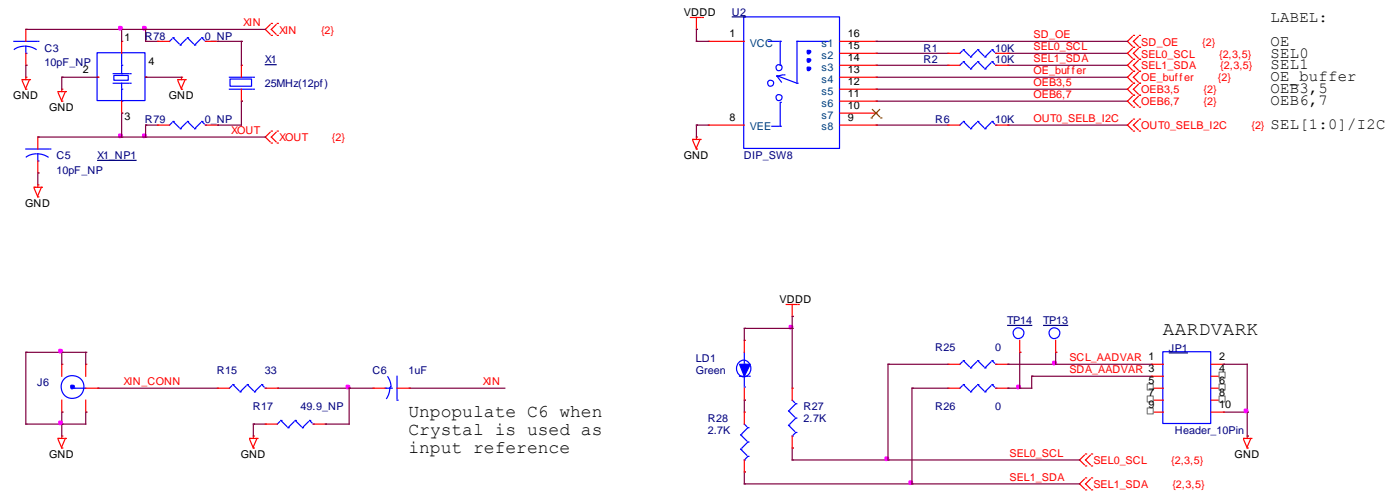 XIN
XIN {2}
R78 0_NP
C3
10pF_NP
1
2
4
3
X1
25MHz(12pf)
GND
GND
GND
R79 0_NP
XOUT
XOUT {2}
C5
10pF_NP
X1_NP1
GND
VDDD
U2
1
VCC
8
VEE
GND
DIP_SW8
s1
s2
s3
s4
s5
s6
s7
s8
16
15
14
13
12
11
10
9
R1 10K
R2 10K
R6 10K
SD_OE
SEL0_SCL
SEL1_SDA
OE_buffer
OEB3,5
OEB6,7
OUT0_SELB_I2C
SD_OE {2}
SEL0_SCL {2,3,5}
SEL1_SDA {2,3,5}
OE_buffer {2}
OEB3,5 {2}
OEB6,7 {2}
OUT0_SELB_I2C {2}
LABEL:
OE
SEL0
SEL1
OE_buffer
OEB3,5
OEB6,7
SEL[1:0]/I2C
J6
XIN_CONN
R15 33
C6 1uF
XIN
R17 49.9_NP
GND
GND
Unpopulate C6 when
Crystal is used as
input reference
VDDD
LD1
Green
R28
2.7K
R27
2.7K
R25 0
R26 0
TP14
TP13
AARDVARK
JP1
SCL_AADVAR
SDA_AADVAR
1
3
5
7
9
2
4
6
8
10
Header_10Pin
GND
SEL0_SCL
SEL0_SCL {2,3,5}
SEL1_SDA
SEL1_SDA {2,3,5}